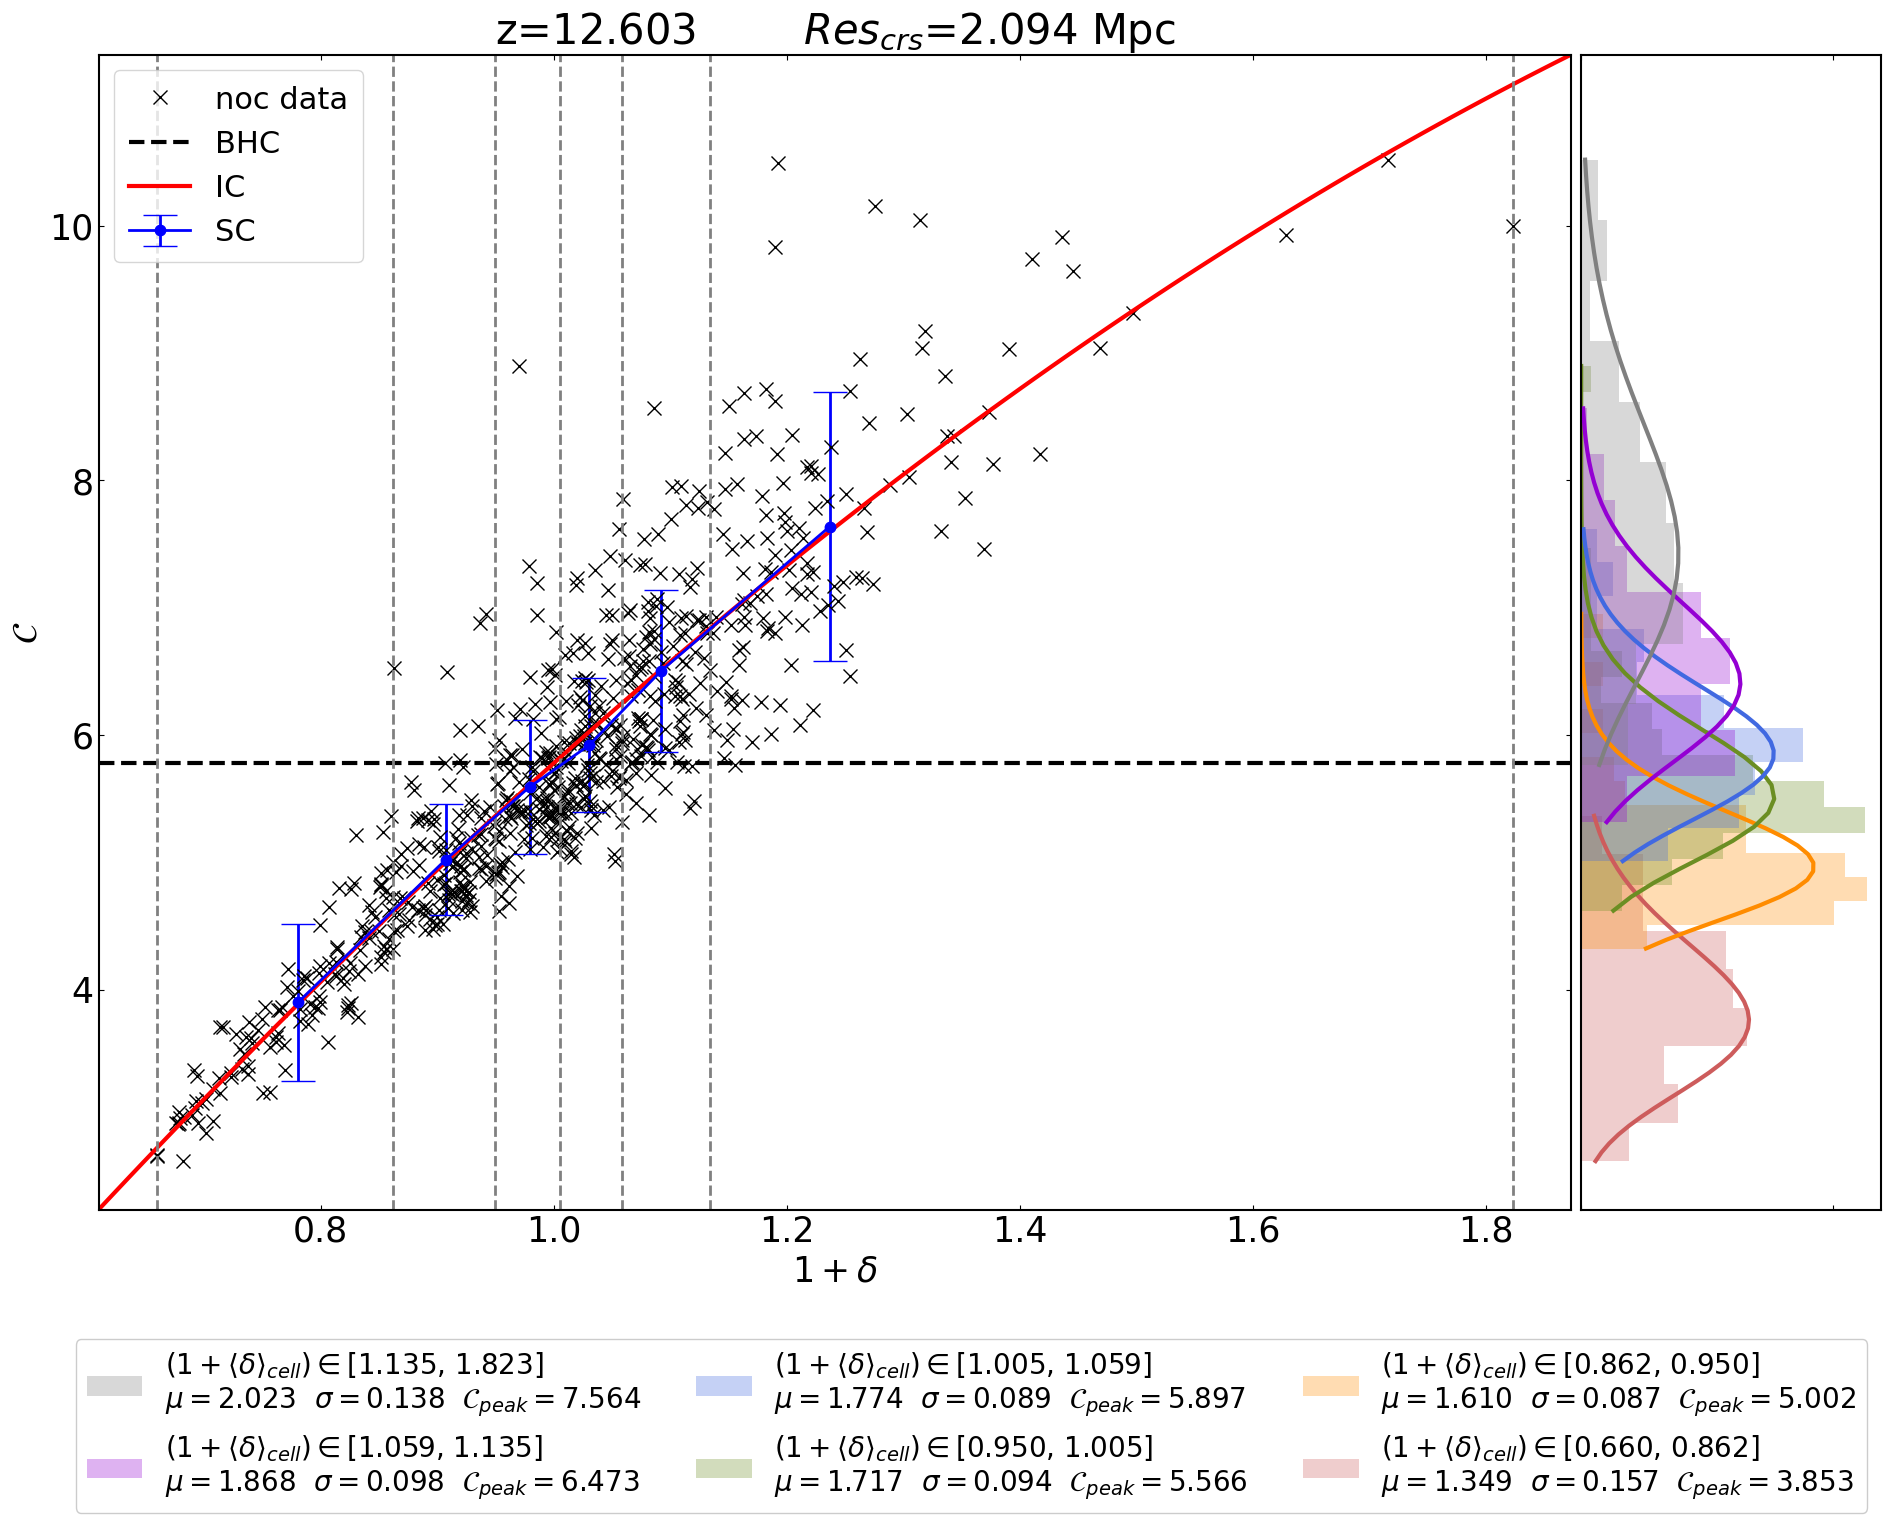 z=12.603 Res_crs=2.094 Mpc
noc data
BHC
IC
SC
10
8
6
4
𝒞
0.8 1.0 1.2 1.4 1.6 1.8
1 + δ
(1 + ⟨δ⟩_cell) ∈ [1.135, 1.823]
μ = 2.023 σ = 0.138 𝒞_peak = 7.564
(1 + ⟨δ⟩_cell) ∈ [1.059, 1.135]
μ = 1.868 σ = 0.098 𝒞_peak = 6.473
(1 + ⟨δ⟩_cell) ∈ [1.005, 1.059]
μ = 1.774 σ = 0.089 𝒞_peak = 5.897
(1 + ⟨δ⟩_cell) ∈ [0.950, 1.005]
μ = 1.717 σ = 0.094 𝒞_peak = 5.566
(1 + ⟨δ⟩_cell) ∈ [0.862, 0.950]
μ = 1.610 σ = 0.087 𝒞_peak = 5.002
(1 + ⟨δ⟩_cell) ∈ [0.660, 0.862]
μ = 1.349 σ = 0.157 𝒞_peak = 3.853